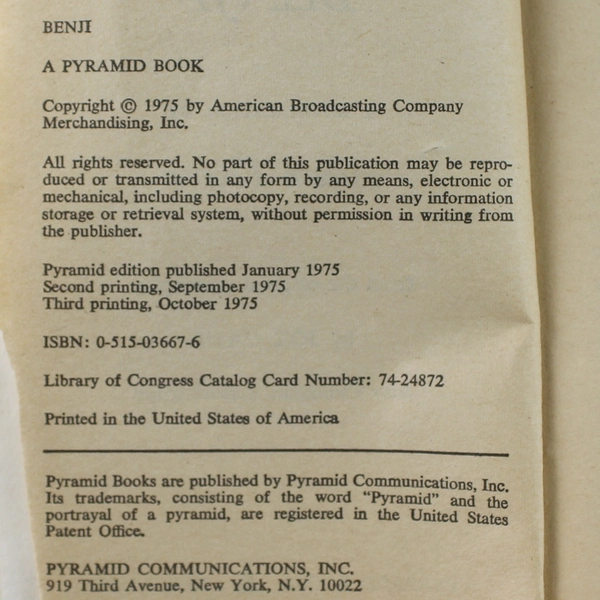 BENJI
A PYRAMID BOOK
Copyright © 1975 by American Broadcasting Company
Merchandising, Inc.
All rights reserved. No part of this publication may be repro-
duced or transmitted in any form by any means, electronic or
mechanical, including photocopy, recording, or any information
storage or retrieval system, without permission in writing from
the publisher.
Pyramid edition published January 1975
Second printing, September 1975
Third printing, October 1975
ISBN: 0-515-03667-6
Library of Congress Catalog Card Number: 74-24872
Printed in the United States of America
Pyramid Books are published by Pyramid Communications, Inc.
Its trademarks, consisting of the word "Pyramid" and the
portrayal of a pyramid, are registered in the United States
Patent Office.
PYRAMID COMMUNICATIONS, INC.
919 Third Avenue, New York, N.Y. 10022